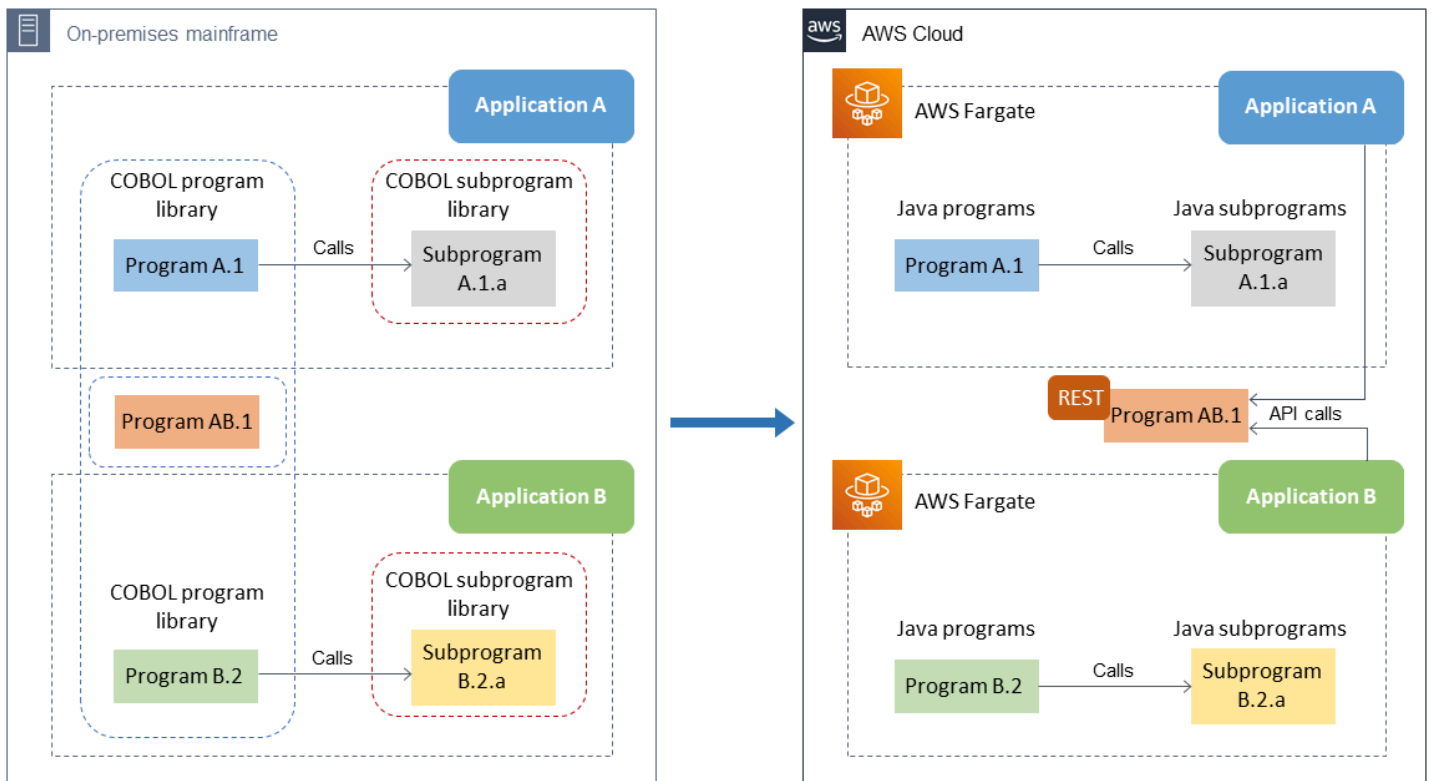 On-premises mainframe
Application A
COBOL program
library
COBOL subprogram
library
Program A.1
Calls
Subprogram
A.1.a
Program AB.1
Application B
COBOL program
library
COBOL subprogram
library
Program B.2
Calls
Subprogram
B.2.a
aws
AWS Cloud
AWS Fargate
Application A
Java programs
Java subprograms
Program A.1
Calls
Subprogram
A.1.a
REST
Program AB.1
API calls
AWS Fargate
Application B
Java programs
Java subprograms
Program B.2
Calls
Subprogram
B.2.a